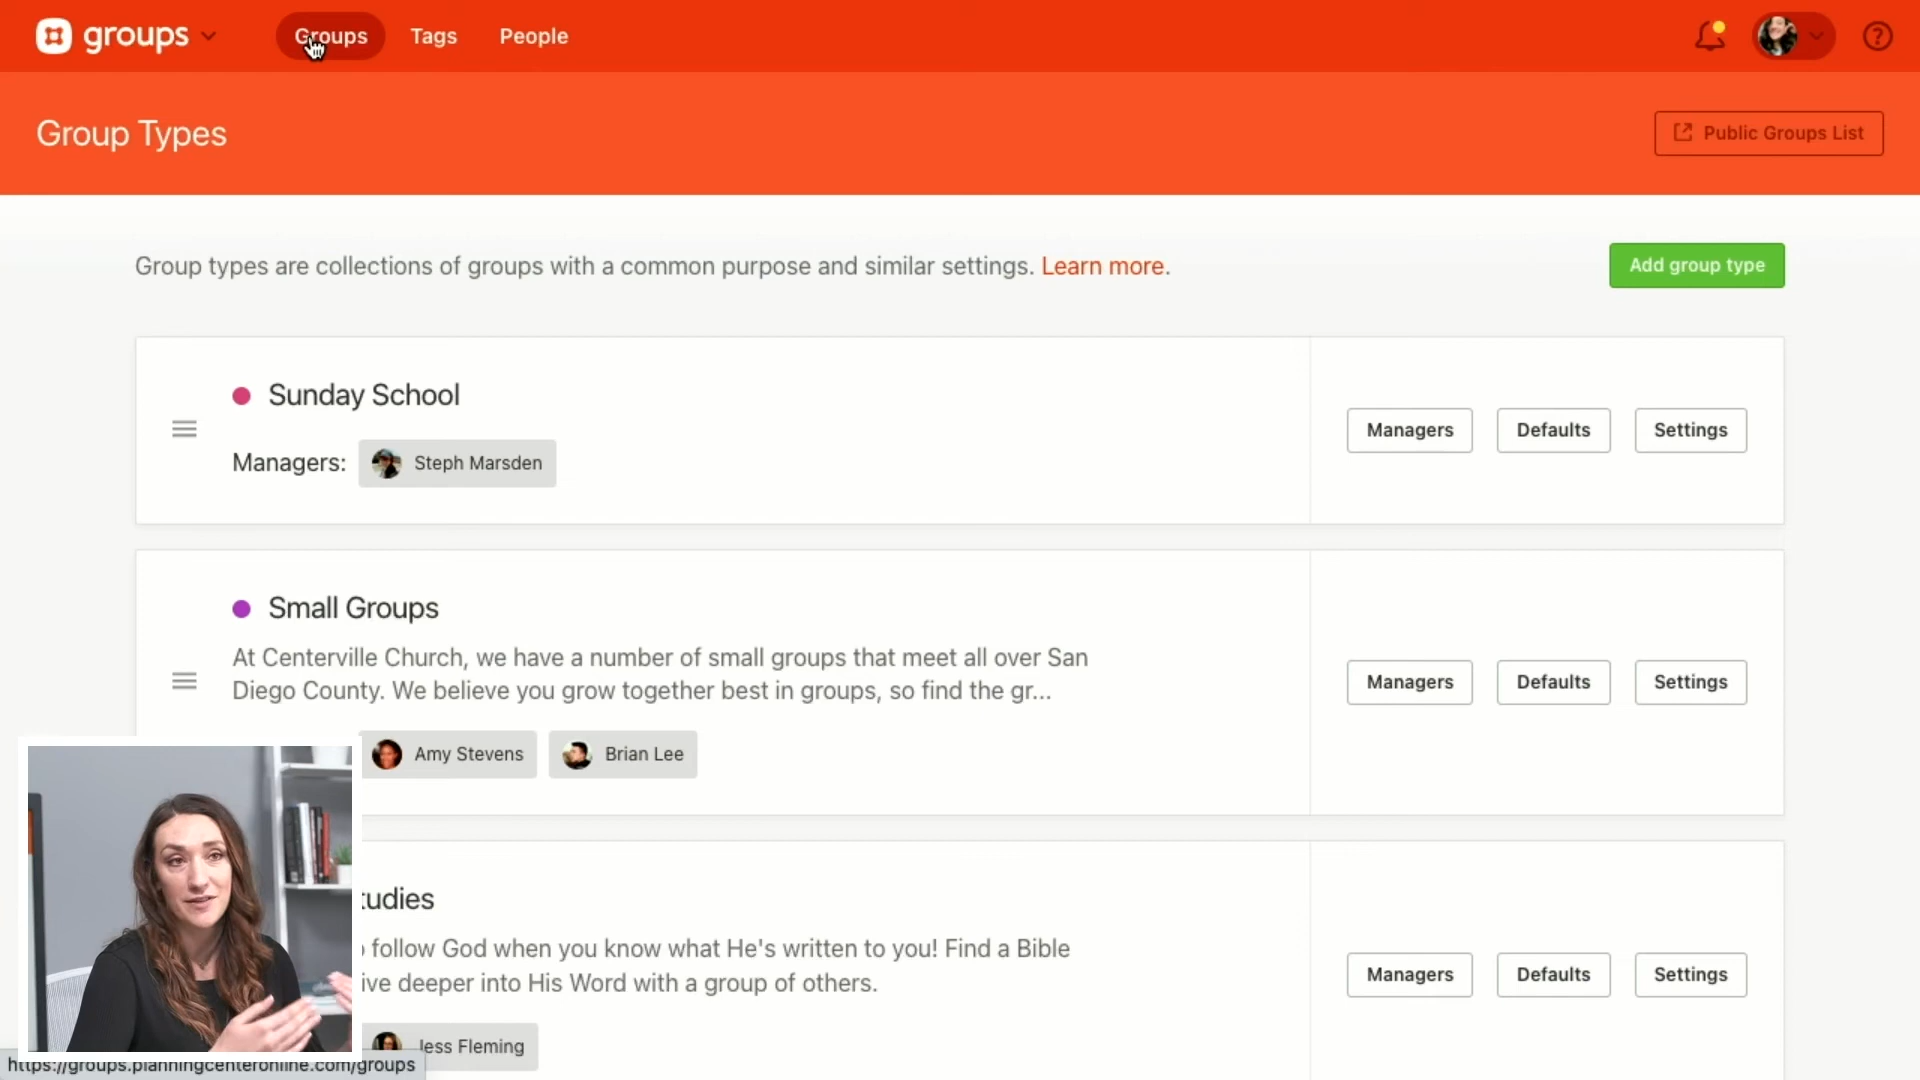 groups
Groups
Tags
People
Group Types
Public Groups List
Group types are collections of groups with a common purpose and similar settings. Learn more.
Add group type
Sunday School
Managers: Steph Marsden
Managers
Defaults
Settings
Small Groups
At Centerville Church, we have a number of small groups that meet all over San
Diego County. We believe you grow together best in groups, so find the gr...
Amy Stevens
Brian Lee
Managers
Defaults
Settings
tudies
follow God when you know what He's written to you! Find a Bible
ive deeper into His Word with a group of others.
Jess Fleming
Managers
Defaults
Settings
https://groups.planningcenteronline.com/groups